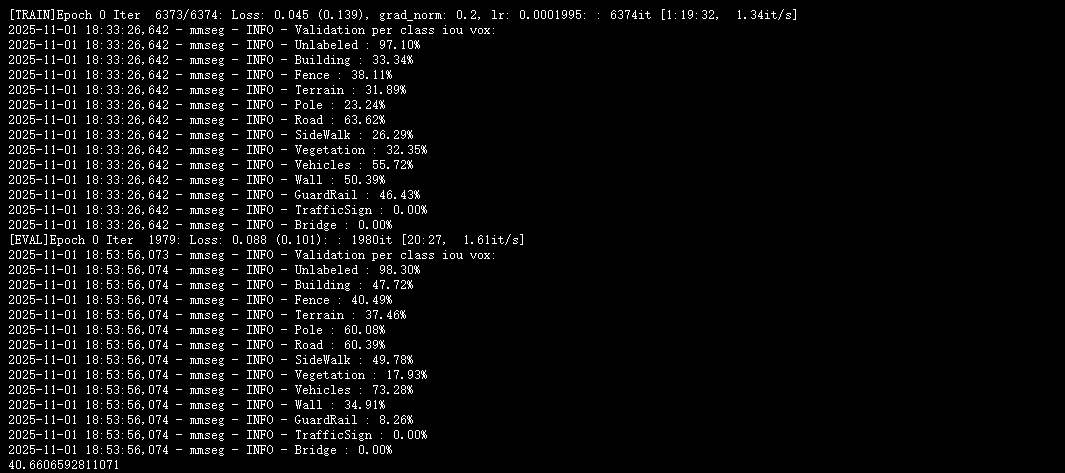 [TRAIN]Epoch 0 Iter  6373/6374: Loss: 0.045 (0.139), grad_norm: 0.2, lr: 0.0001995: : 6374it [1:19:32,  1.34it/s]
2025-11-01 18:33:26,642 - mmseg - INFO - Validation per class iou vox:
2025-11-01 18:33:26,642 - mmseg - INFO - Unlabeled : 97.10%
2025-11-01 18:33:26,642 - mmseg - INFO - Building : 33.34%
2025-11-01 18:33:26,642 - mmseg - INFO - Fence : 38.11%
2025-11-01 18:33:26,642 - mmseg - INFO - Terrain : 31.89%
2025-11-01 18:33:26,642 - mmseg - INFO - Pole : 23.24%
2025-11-01 18:33:26,642 - mmseg - INFO - Road : 63.62%
2025-11-01 18:33:26,642 - mmseg - INFO - SideWalk : 26.29%
2025-11-01 18:33:26,642 - mmseg - INFO - Vegetation : 32.35%
2025-11-01 18:33:26,642 - mmseg - INFO - Vehicles : 55.72%
2025-11-01 18:33:26,642 - mmseg - INFO - Wall : 50.39%
2025-11-01 18:33:26,642 - mmseg - INFO - GuardRail : 46.43%
2025-11-01 18:33:26,642 - mmseg - INFO - TrafficSign : 0.00%
2025-11-01 18:33:26,642 - mmseg - INFO - Bridge : 0.00%
[EVAL]Epoch 0 Iter  1979: Loss: 0.088 (0.101): : 1980it [20:27,  1.61it/s]
2025-11-01 18:53:56,073 - mmseg - INFO - Validation per class iou vox:
2025-11-01 18:53:56,074 - mmseg - INFO - Unlabeled : 98.30%
2025-11-01 18:53:56,074 - mmseg - INFO - Building : 47.72%
2025-11-01 18:53:56,074 - mmseg - INFO - Fence : 40.49%
2025-11-01 18:53:56,074 - mmseg - INFO - Terrain : 37.46%
2025-11-01 18:53:56,074 - mmseg - INFO - Pole : 60.08%
2025-11-01 18:53:56,074 - mmseg - INFO - Road : 60.39%
2025-11-01 18:53:56,074 - mmseg - INFO - SideWalk : 49.78%
2025-11-01 18:53:56,074 - mmseg - INFO - Vegetation : 17.93%
2025-11-01 18:53:56,074 - mmseg - INFO - Vehicles : 73.28%
2025-11-01 18:53:56,074 - mmseg - INFO - Wall : 34.91%
2025-11-01 18:53:56,074 - mmseg - INFO - GuardRail : 8.26%
2025-11-01 18:53:56,074 - mmseg - INFO - TrafficSign : 0.00%
2025-11-01 18:53:56,074 - mmseg - INFO - Bridge : 0.00%
40.6606592811071